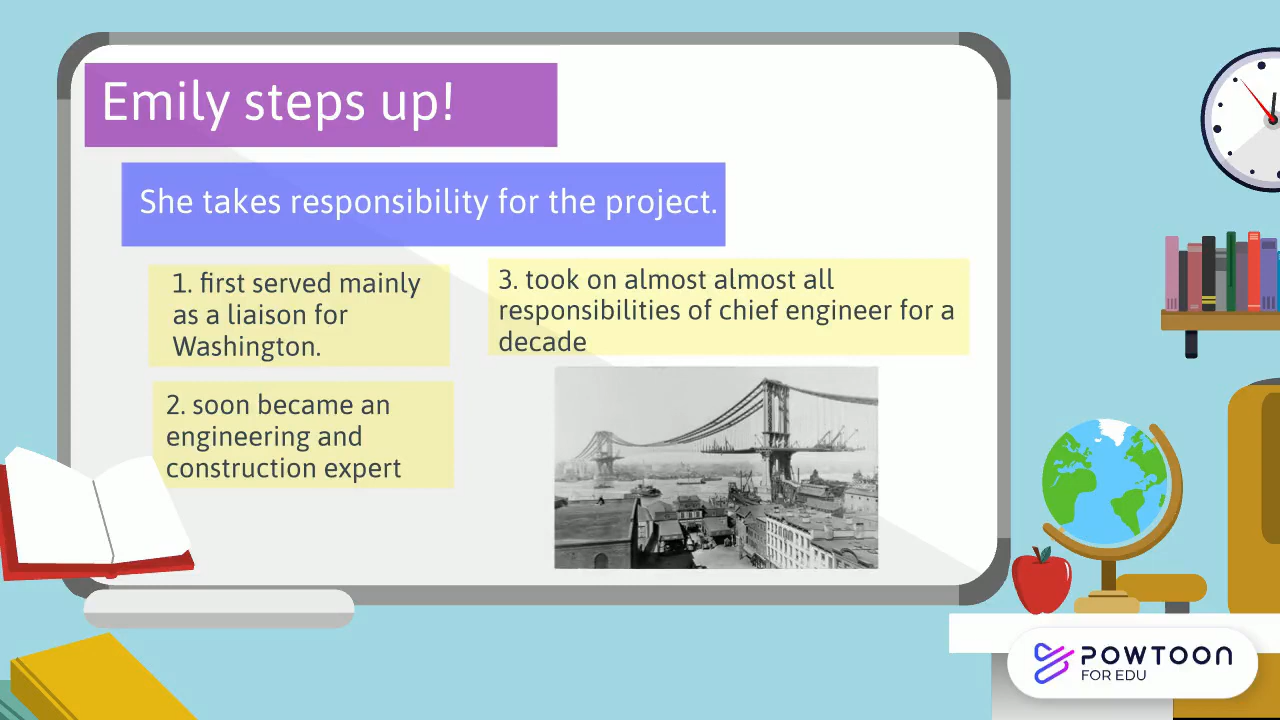 Emily steps up!
She takes responsibility for the project.
1. first served mainly
as a liaison for
Washington.
2. soon became an
engineering and
construction expert
3. took on almost almost all
responsibilities of chief engineer for a
decade
POWTOON
FOR EDU